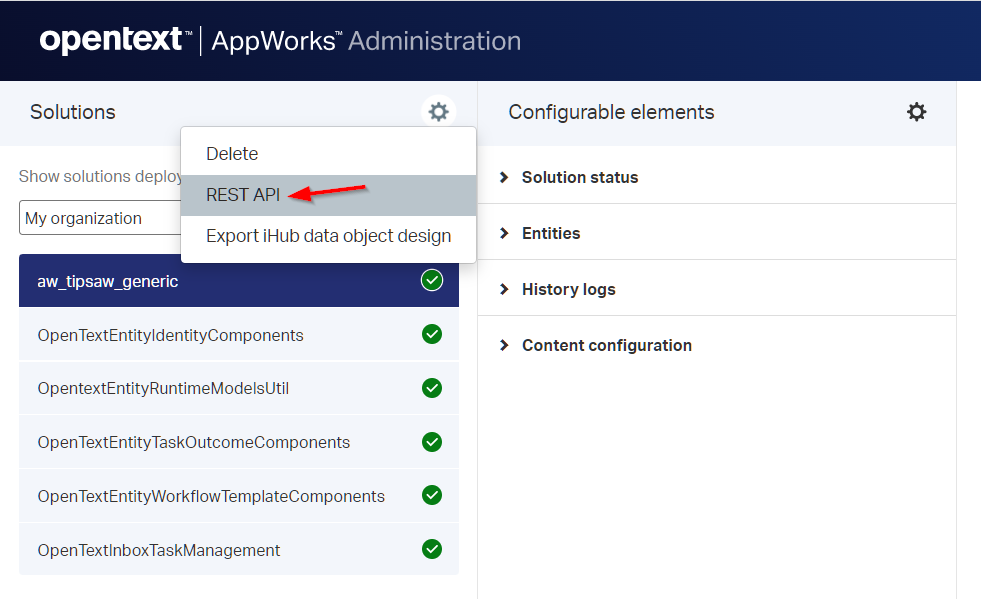 opentext™ | AppWorks™ Administration
Solutions
Delete
REST API
Export iHub data object design
Show solutions deploy
My organization
aw_tipsaw_generic
OpenTextEntityIdentityComponents
OpentextEntityRuntimeModelsUtil
OpenTextEntityTaskOutcomeComponents
OpenTextEntityWorkflowTemplateComponents
OpenTextInboxTaskManagement
Configurable elements
Solution status
Entities
History logs
Content configuration